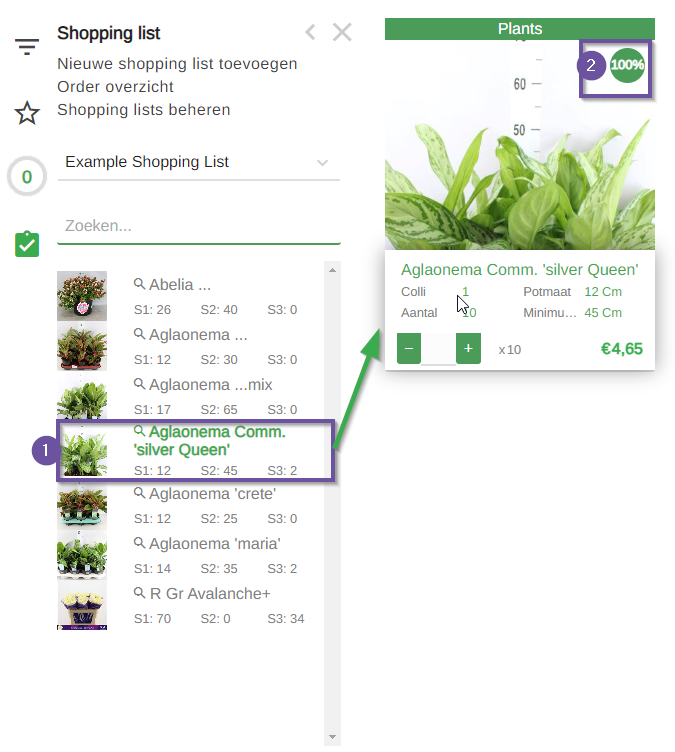 Shopping list
Nieuwe shopping list toevoegen
Order overzicht
Shopping lists beheren
0
Example Shopping List
Zoeken...
Abelia ...
S1: 26 S2: 40 S3: 0
Aglaonema ...
S1: 12 S2: 30 S3: 0
Aglaonema ...mix
S1: 17 S2: 65 S3: 0
1
Aglaonema Comm.
'silver Queen'
S1: 12 S2: 45 S3: 2
Aglaonema 'crete'
S1: 12 S2: 25 S3: 0
Aglaonema 'maria'
S1: 14 S2: 35 S3: 2
R Gr Avalanche+
S1: 70 S2: 0 S3: 34
Plants
2 100%
60
50
Aglaonema Comm. 'silver Queen'
Colli 1 Potmaat 12 Cm
Aantal 10 Minimu... 45 Cm
− + x10 €4,65